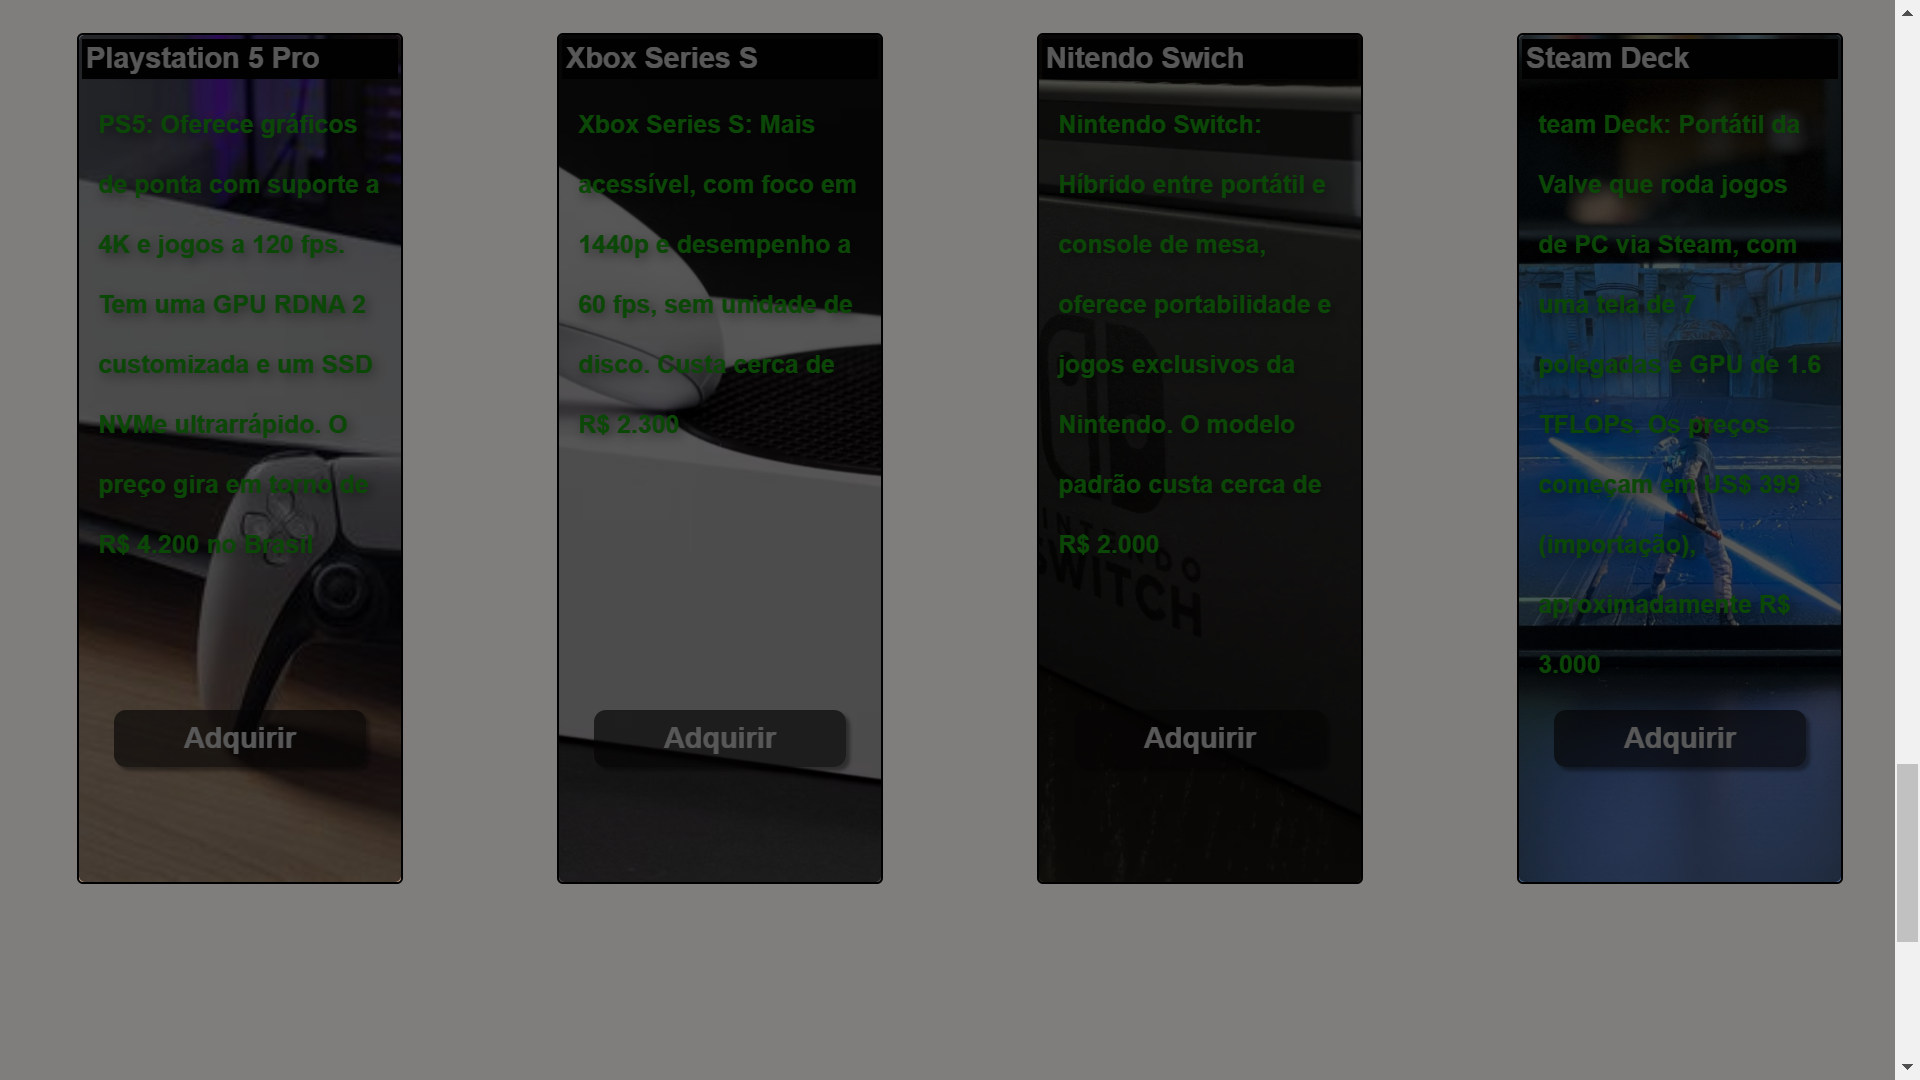 Playstation 5 Pro
PS5: Oferece gráficos
de ponta com suporte a
4K e jogos a 120 fps.
Tem uma GPU RDNA 2
customizada e um SSD
NVMe ultrarrápido. O
preço gira em torno de
R$ 4.200 no Brasil
Adquirir
Xbox Series S
Xbox Series S: Mais
acessível, com foco em
1440p e desempenho a
60 fps, sem unidade de
disco. Custa cerca de
R$ 2.300
Adquirir
Nitendo Swich
Nintendo Switch:
Híbrido entre portátil e
console de mesa,
oferece portabilidade e
jogos exclusivos da
Nintendo. O modelo
padrão custa cerca de
R$ 2.000
NINTENDO
SWITCH
Adquirir
Steam Deck
team Deck: Portátil da
Valve que roda jogos
de PC via Steam, com
uma tela de 7
polegadas e GPU de 1.6
TFLOPs. Os preços
começam em US$ 399
(importação),
aproximadamente R$
3.000
Adquirir